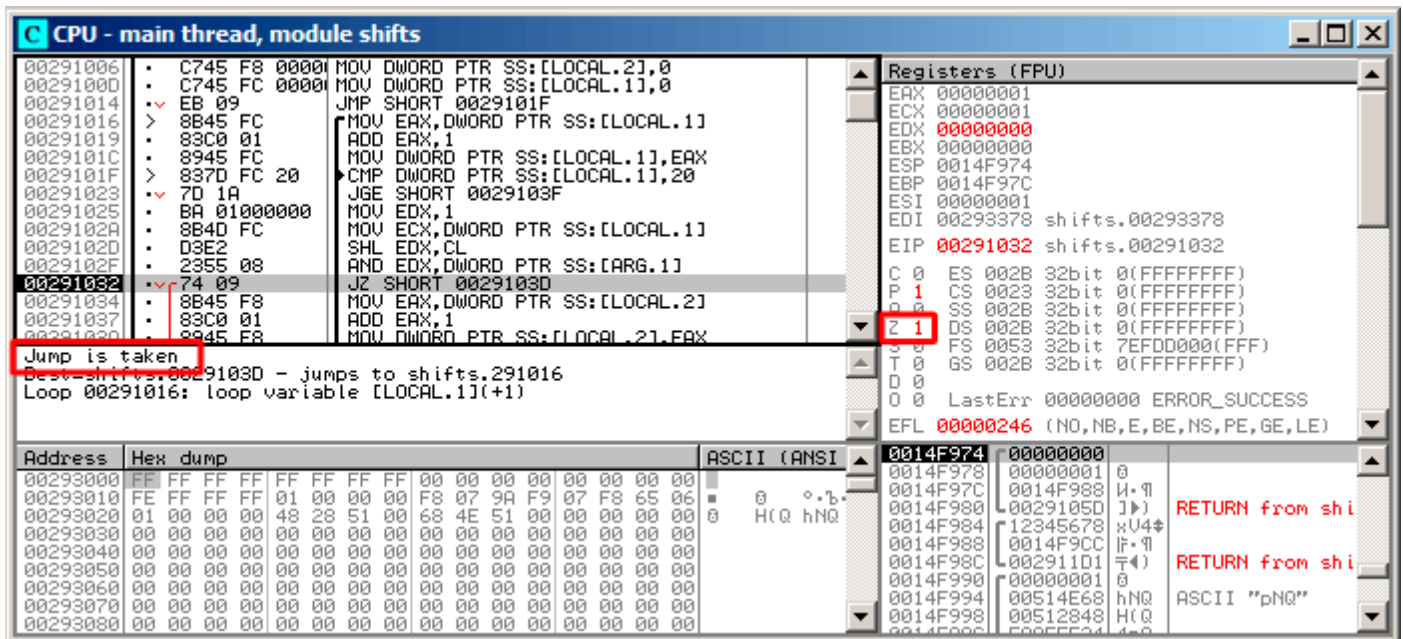 C CPU - main thread, module shifts
00291006 · C745 F8 0000 MOV DWORD PTR SS:[LOCAL.2],0
0029100D · C745 FC 0000 MOV DWORD PTR SS:[LOCAL.1],0
00291014 · EB 09 JMP SHORT 0029101F
00291016 > 8B45 FC MOV EAX,DWORD PTR SS:[LOCAL.1]
00291019 · 83C0 01 ADD EAX,1
0029101C · 8945 FC MOV DWORD PTR SS:[LOCAL.1],EAX
0029101F > 837D FC 20 CMP DWORD PTR SS:[LOCAL.1],20
00291023 · 7D 1A JGE SHORT 0029103F
00291025 · BA 01000000 MOV EDX,1
0029102A · 8B4D FC MOV ECX,DWORD PTR SS:[LOCAL.1]
0029102D · D3E2 SHL EDX,CL
0029102F · 2355 08 AND EDX,DWORD PTR SS:[ARG.1]
00291032 · 74 09 JZ SHORT 0029103D
00291034 · 8B45 F8 MOV EAX,DWORD PTR SS:[LOCAL.2]
00291037 · 83C0 01 ADD EAX,1
0029103A · 8945 F8 MOV DWORD PTR SS:[LOCAL.2],EAX
Jump is taken
Dest=shifts.0029103D - jumps to shifts.291016
Loop 00291016: loop variable [LOCAL.1](+1)
Registers (FPU)
EAX 00000001
ECX 00000001
EDX 00000000
EBX 00000000
ESP 0014F974
EBP 0014F97C
ESI 00000001
EDI 00293378 shifts.00293378
EIP 00291032 shifts.00291032
C 0 ES 002B 32bit 0(FFFFFFFF)
P 1 CS 0023 32bit 0(FFFFFFFF)
A 0 SS 002B 32bit 0(FFFFFFFF)
Z 1 DS 002B 32bit 0(FFFFFFFF)
S 0 FS 0053 32bit 7EFDD000(FFF)
T 0 GS 002B 32bit 0(FFFFFFFF)
D 0
O 0 LastErr 00000000 ERROR_SUCCESS
EFL 00000246 (NO,NB,E,BE,NS,PE,GE,LE)
Address Hex dump ASCII (ANSI
00293000 FF FF FF FF FF FF FF FF 00 00 00 00 00 00 00 00
00293010 FE FF FF FF 01 00 00 00 F8 07 9A F9 07 F8 65 06
00293020 01 00 00 00 48 28 51 00 68 4E 51 00 00 00 00 00 H(Q hNQ
00293030 00 00 00 00 00 00 00 00 00 00 00 00 00 00 00 00
00293040 00 00 00 00 00 00 00 00 00 00 00 00 00 00 00 00
00293050 00 00 00 00 00 00 00 00 00 00 00 00 00 00 00 00
00293060 00 00 00 00 00 00 00 00 00 00 00 00 00 00 00 00
00293070 00 00 00 00 00 00 00 00 00 00 00 00 00 00 00 00
00293080 00 00 00 00 00 00 00 00 00 00 00 00 00 00 00 00
0014F974 00000000
0014F978 00000001
0014F97C 0014F988
0014F980 0029105D RETURN from shi
0014F984 12345678 xV4
0014F988 0014F9CC
0014F98C 002911D1 RETURN from shi
0014F990 00000001
0014F994 00514E68 hNQ ASCII "pNQ"
0014F998 00512848 H(Q